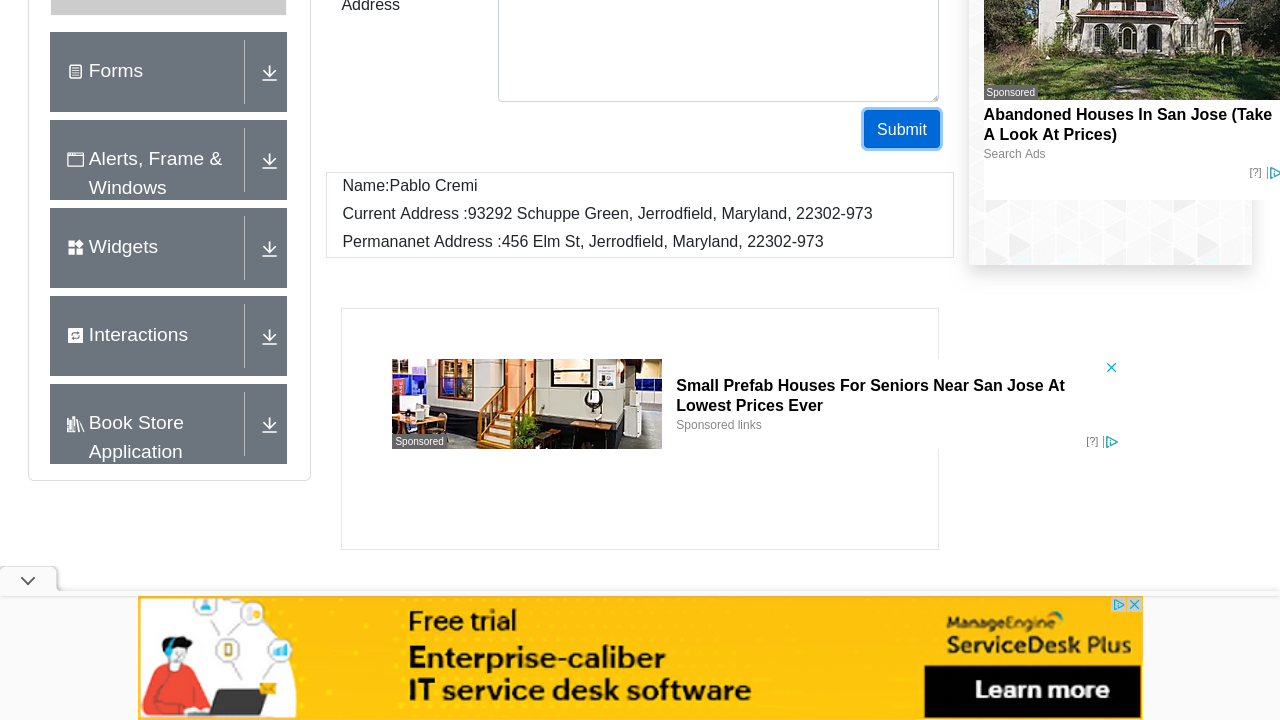 Address
Forms
Alerts, Frame &
Windows
Widgets
Interactions
Book Store
Application
Submit
Name:Pablo Cremi
Current Address :93292 Schuppe Green, Jerrodfield, Maryland, 22302-973
Permananet Address :456 Elm St, Jerrodfield, Maryland, 22302-973
Sponsored
Abandoned Houses In San Jose (Take
A Look At Prices)
Search Ads
[?]
Sponsored
Small Prefab Houses For Seniors Near San Jose At
Lowest Prices Ever
Sponsored links
[?]
Free trial
Enterprise-caliber
IT service desk software
ManageEngine
ServiceDesk Plus
Learn more